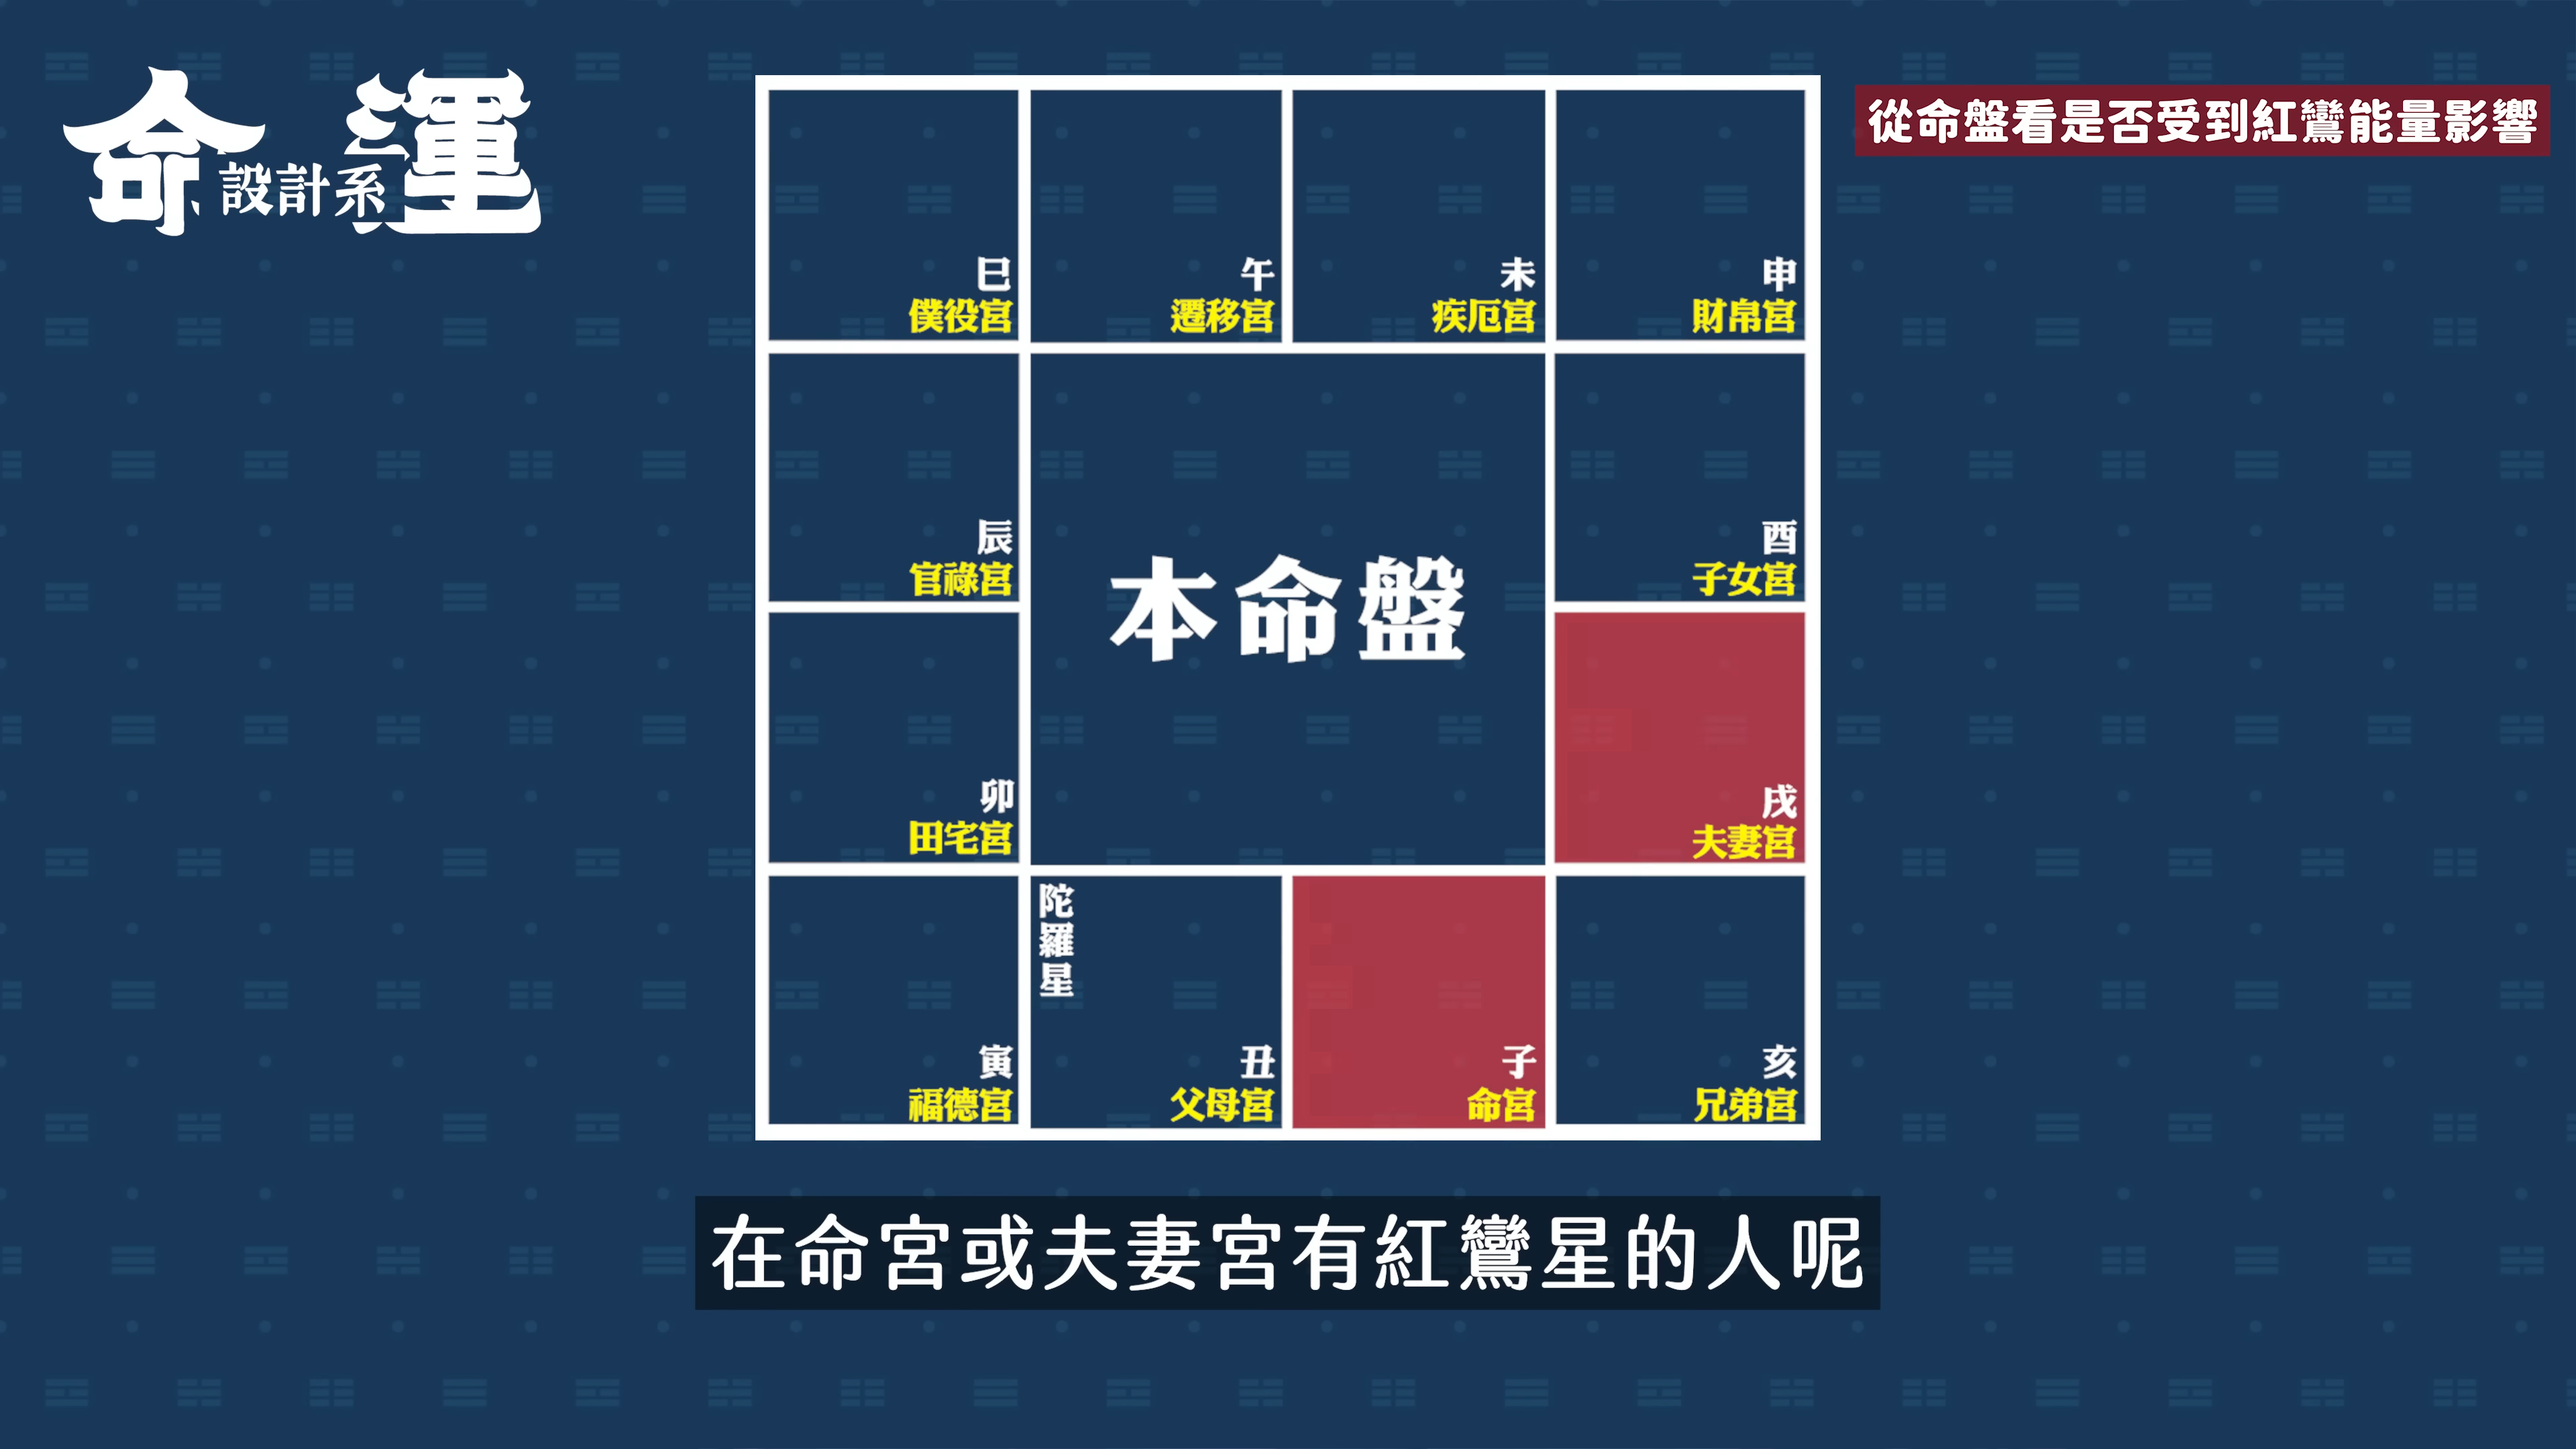 命運設計系
從命盤看是否受到紅鸞能量影響
巳
僕役宮
午
遷移宮
未
疾厄宮
申
財帛宮
辰
官祿宮
本命盤
酉
子女宮
卯
田宅宮
戌
夫妻宮
寅
福德宮
陀羅星
丑
父母宮
子
命宮
亥
兄弟宮
在命宮或夫妻宮有紅鸞星的人呢